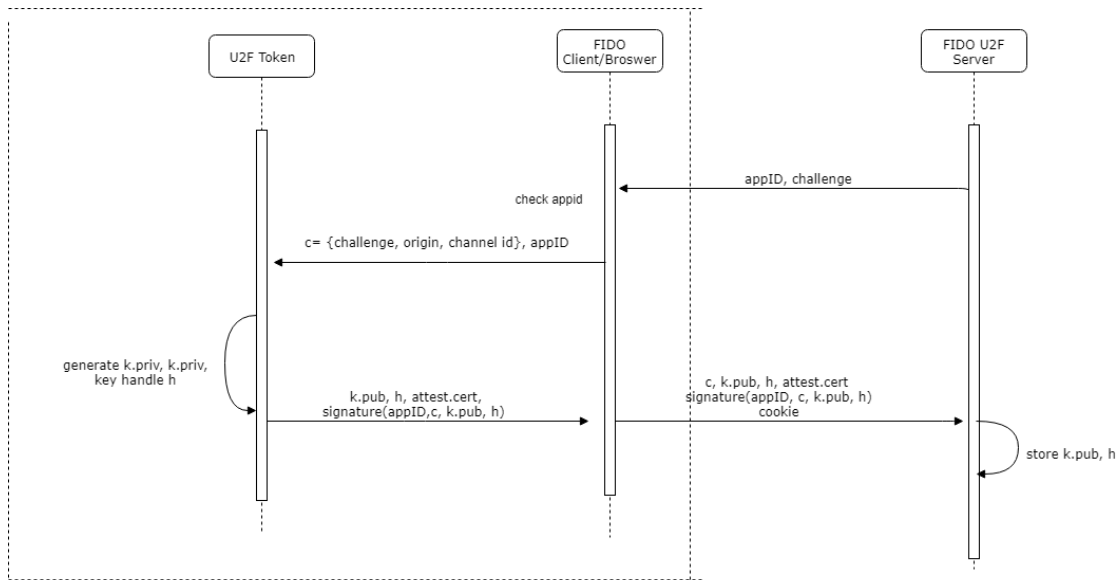 U2F Token
FIDO
Client/Broswer
FIDO U2F
Server
appID, challenge
check appid
c= {challenge, origin, channel id}, appID
generate k.priv, k.priv,
key handle h
k.pub, h, attest.cert,
signature(appID,c, k.pub, h)
c, k.pub, h, attest.cert
signature(appID, c, k.pub, h)
cookie
store k.pub, h